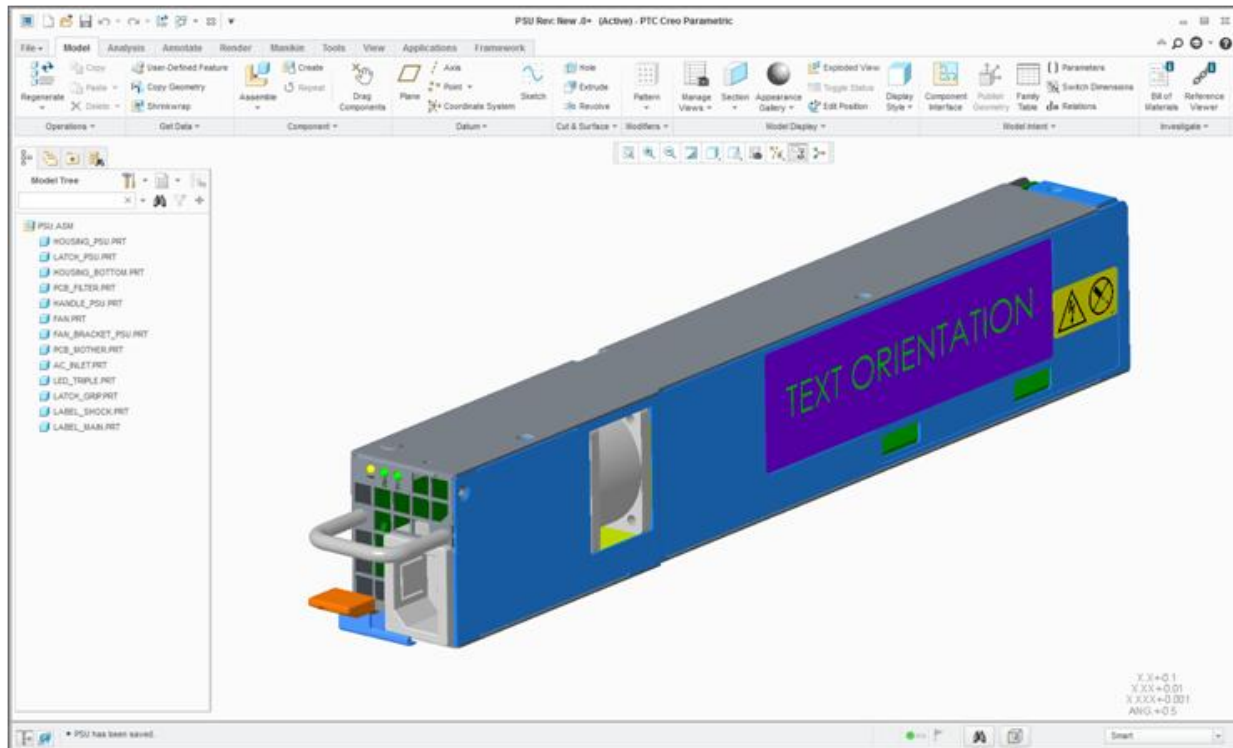 PSU Rev: New .0+ (Active) - PTC Creo Parametric
File Model Analysis Annotate Render Manikin Tools View Applications Framework
Regenerate
Copy
Paste
Delete
User-Defined Feature
Copy Geometry
Shrinkwrap
Assemble
Create
Repeat
Drag Components
Plane
Axis
Point
Coordinate System
Sketch
Hole
Extrude
Revolve
Pattern
Manage Views
Section
Appearance Gallery
Exploded View
Toggle Status
Edit Position
Display Style
Component Interface
Publish Geometry
Family Table
Parameters
Switch Dimensions
d= Relations
Bill of Materials
Reference Viewer
Operations Get Data Component Datum Cut & Surface Modifiers Model Display Model Intent Investigate
Model Tree
PSU.ASM
HOUSING_PSU.PRT
LATCH_PSU.PRT
HOUSING_BOTTOM.PRT
PCB_FILTER.PRT
HANDLE_PSU.PRT
FAN.PRT
FAN_BRACKET_PSU.PRT
PCB_MOTHER.PRT
AC_INLET.PRT
LED_TRIPLE.PRT
LATCH_GRIP.PRT
LABEL_SHOCK.PRT
LABEL_MAIN.PRT
TEXT ORIENTATION
X.X+-0.1
X.XX+-0.01
X.XXX+-0.001
ANG.+-0.5
• PSU has been saved.
Smart